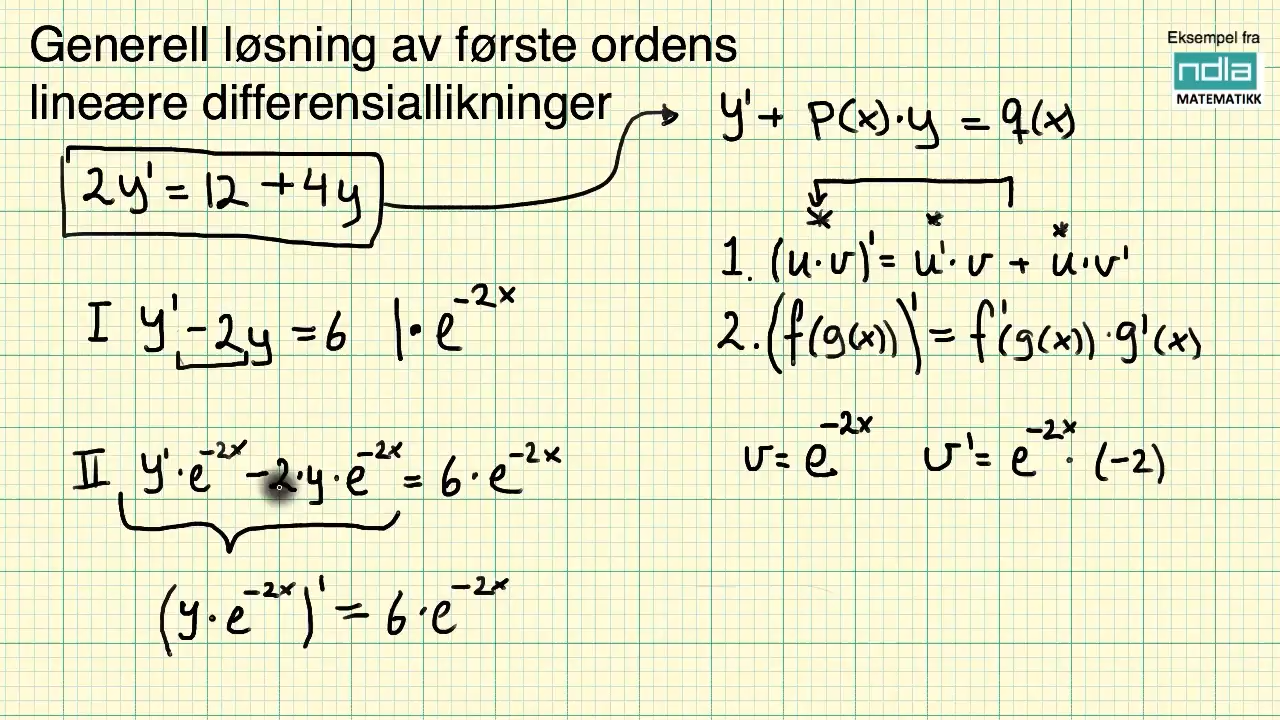 Generell løsning av første ordens
lineære differensiallikninger
Eksempel fra
ndla
MATEMATIKK
y' + p(x)·y = q(x)
2y' = 12 + 4y
1. (u·v)' = u'·v + u·v'
I y' -2y = 6 |·e^{-2x}
2. (f(g(x))' = f'(g(x))·g'(x)
v = e^{-2x} v' = e^{-2x}·(-2)
II y'·e^{-2x} -2·y·e^{-2x} = 6·e^{-2x}
(y·e^{-2x})' = 6·e^{-2x}